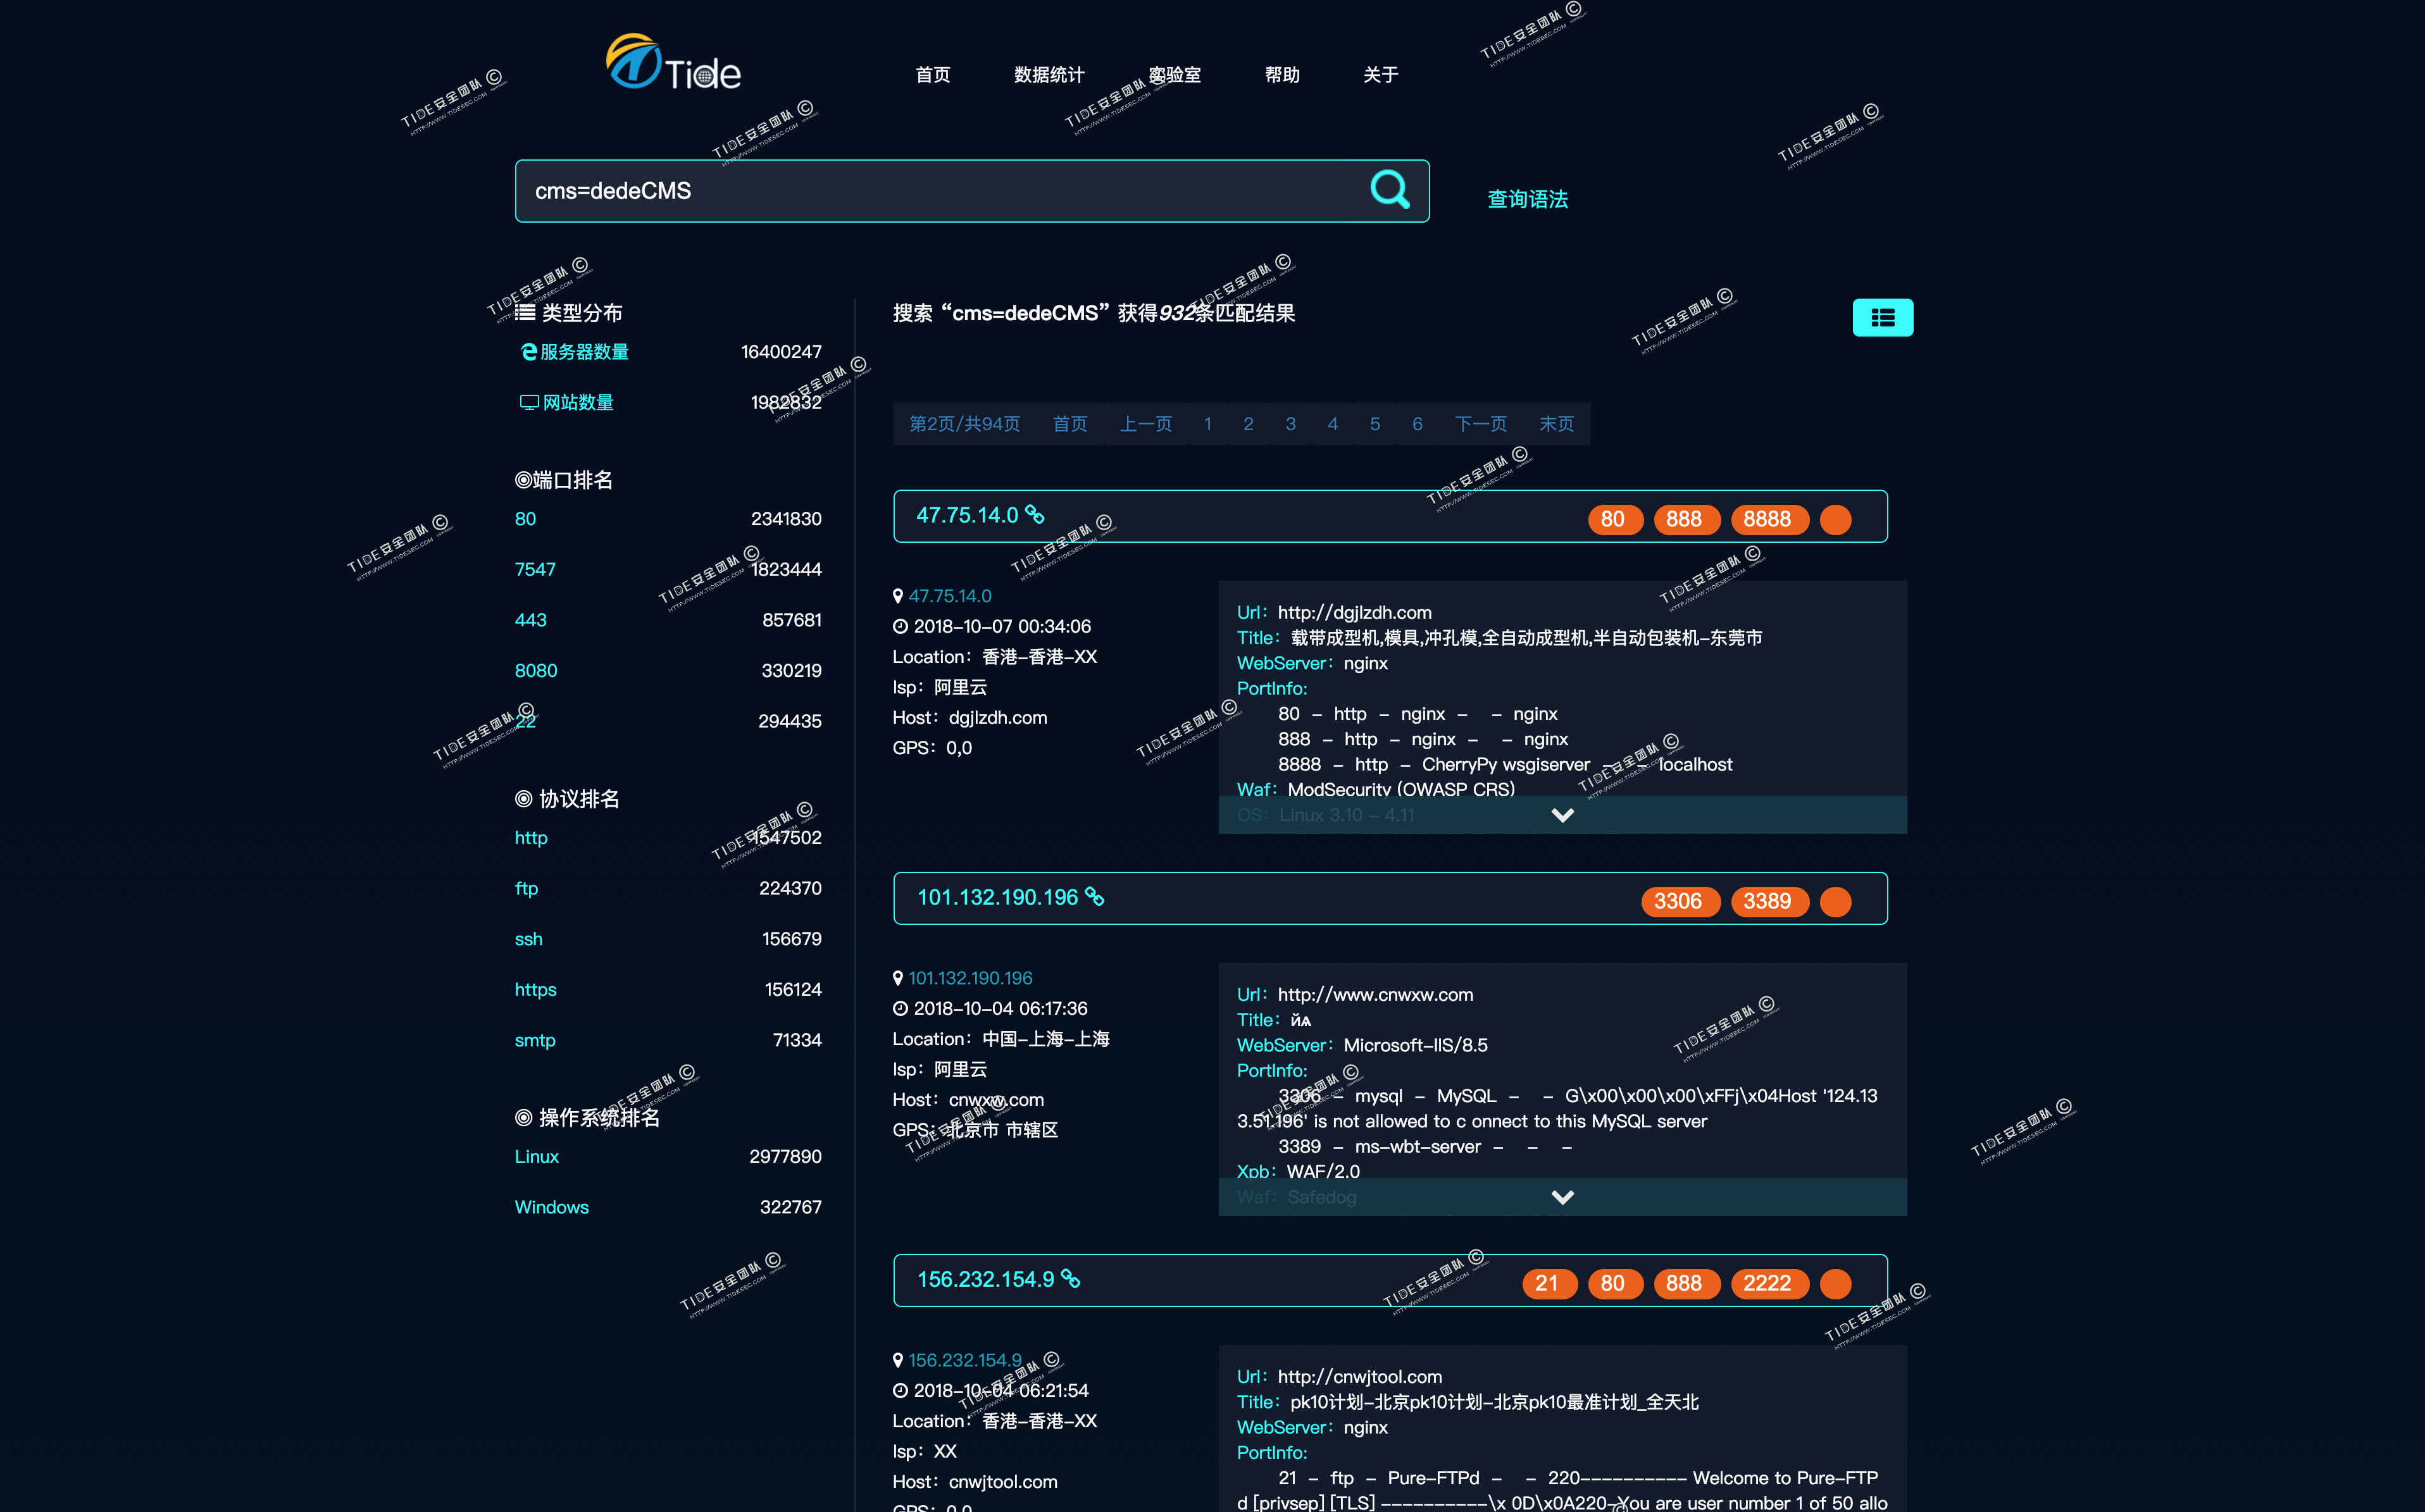 Tide
首页 数据统计 实验室 帮助 关于
cms=dedeCMS
查询语法
类型分布
服务器数量 16400247
网站数量 1982832
端口排名
80 2341830
7547 1823444
443 857681
8080 330219
22 294435
协议排名
http 1547502
ftp 224370
ssh 156679
https 156124
smtp 71334
操作系统排名
Linux 2977890
Windows 322767
搜索“cms=dedeCMS”获得932条匹配结果
第2页/共94页 首页 上一页 1 2 3 4 5 6 下一页 末页
47.75.14.0 80 888 8888
47.75.14.0
2018-10-07 00:34:06
Location：香港-香港-XX
Isp：阿里云
Host：dgjlzdh.com
GPS：0,0
Url：http://dgjlzdh.com
Title：载带成型机,模具,冲孔模,全自动成型机,半自动包装机-东莞市
WebServer：nginx
PortInfo:
80 - http - nginx - - nginx
888 - http - nginx - - nginx
8888 - http - CherryPy wsgiserver - - localhost
Waf：ModSecurity (OWASP CRS)
OS：Linux 3.10 - 4.11
101.132.190.196 3306 3389
101.132.190.196
2018-10-04 06:17:36
Location：中国-上海-上海
Isp：阿里云
Host：cnwxw.com
GPS：北京市 市辖区
Url：http://www.cnwxw.com
Title：йѧ
WebServer：Microsoft-IIS/8.5
PortInfo:
3306 - mysql - MySQL - - G\x00\x00\x00\xFFj\x04Host '124.13
3.51.196' is not allowed to c onnect to this MySQL server
3389 - ms-wbt-server - - -
Xpb：WAF/2.0
Waf：Safedog
156.232.154.9 21 80 888 2222
156.232.154.9
2018-10-04 06:21:54
Location：香港-香港-XX
Isp：XX
Host：cnwjtool.com
GPS：0,0
Url：http://cnwjtool.com
Title：pk10计划-北京pk10计划-北京pk10最准计划_全天北
WebServer：nginx
PortInfo:
21 - ftp - Pure-FTPd - - 220---------- Welcome to Pure-FTP
d [privsep] [TLS] ----------\x 0D\x0A220-You are user number 1 of 50 allo
TIDE安全团队 ©
HTTP://WWW.TIDESEC.COM